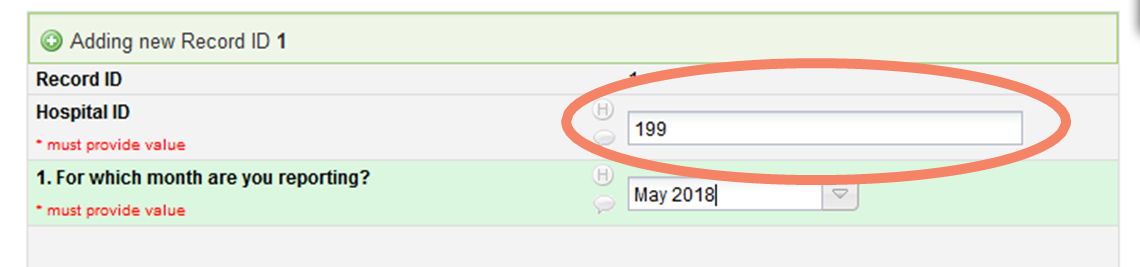 Adding new Record ID 1
Record ID
Hospital ID
H
199
* must provide value
1. For which month are you reporting?
H
May 2018
* must provide value